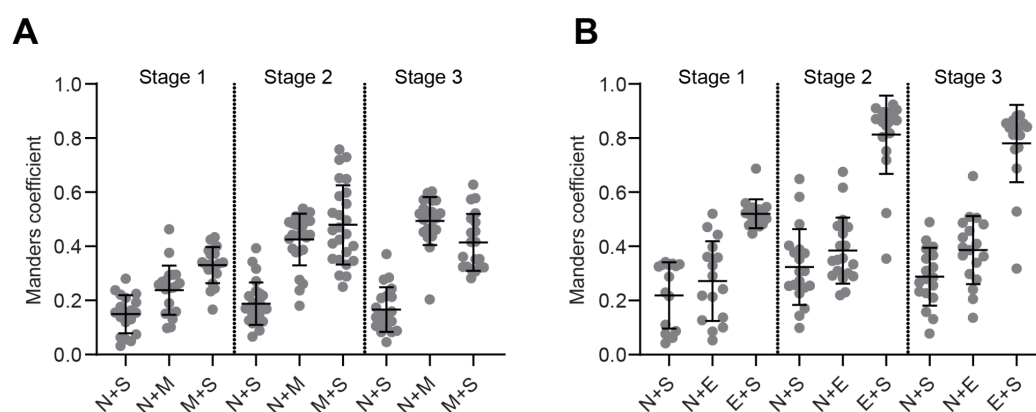 A
Stage 1
Stage 2
Stage 3
Manders coefficient
1.0
0.8
0.6
0.4
0.2
0.0
N+S
N+M
M+S
N+S
N+M
M+S
N+S
N+M
M+S
B
Stage 1
Stage 2
Stage 3
Manders coefficient
1.0
0.8
0.6
0.4
0.2
0.0
N+S
N+E
E+S
N+S
N+E
E+S
N+S
N+E
E+S